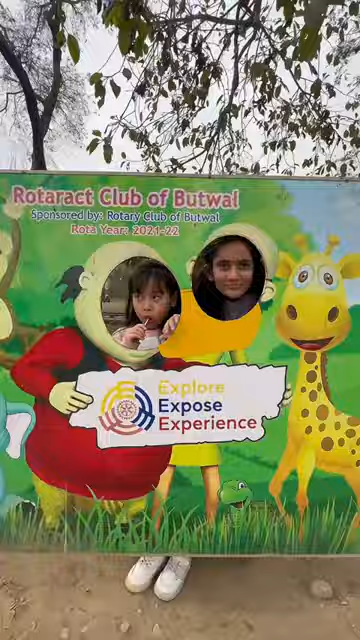 Rotaract Club of Butwal
Sponsored by: Rotary Club of Butwal
Rota Year: 2021-22
Explore
Expose
Experience